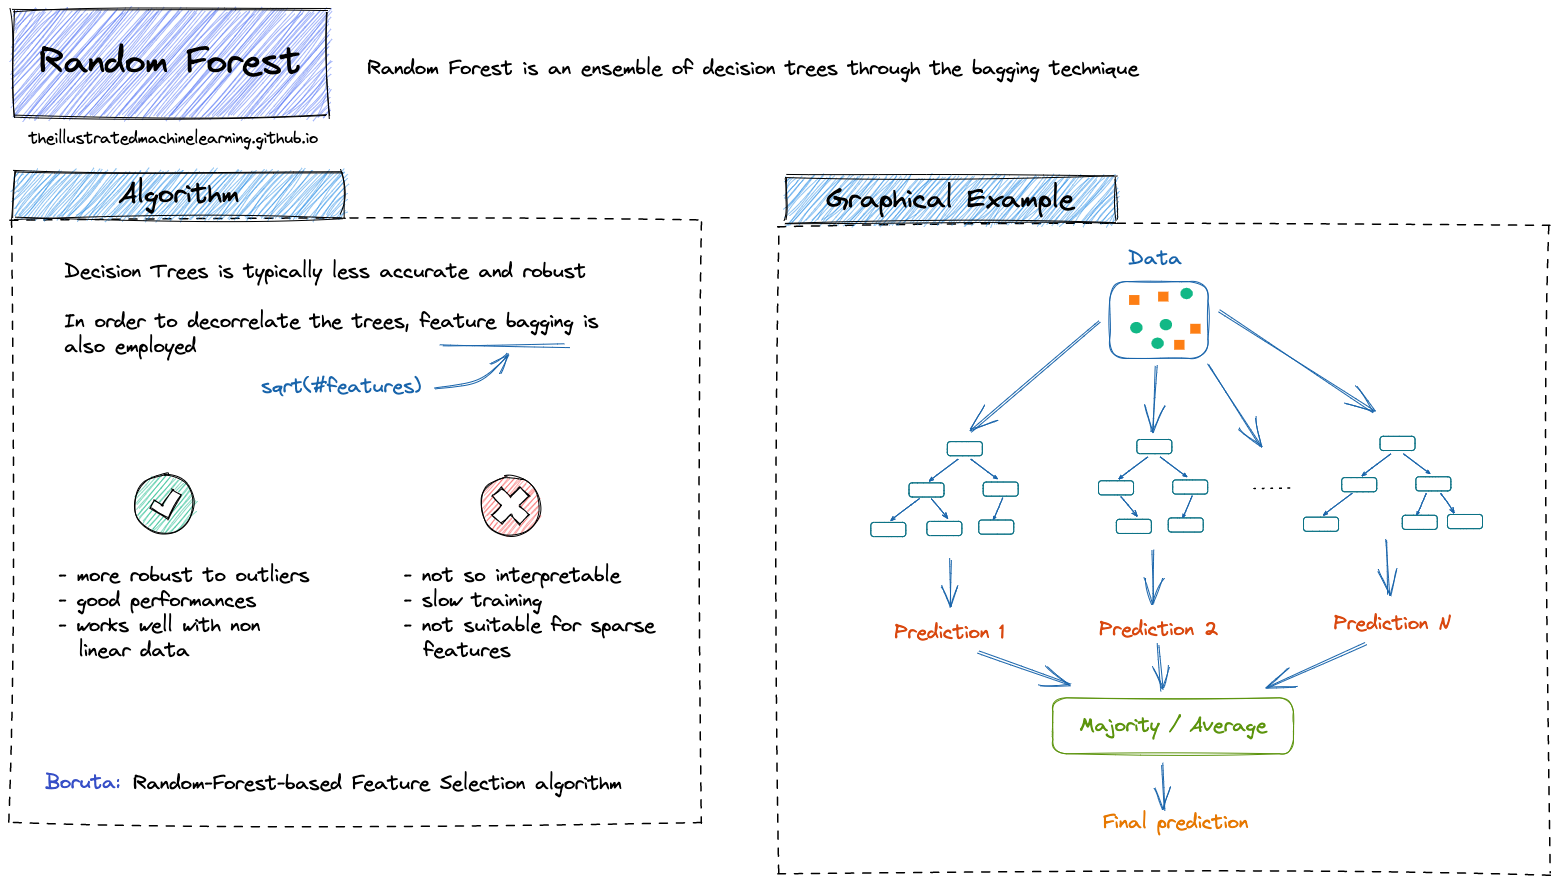 Random Forest
Random Forest is an ensemble of decision trees through the bagging technique
theillustratedmachinelearning.github.io
Algorithm
Decision Trees is typically less accurate and robust
In order to decorrelate the trees, feature bagging is
also employed
sqrt(#features)
- more robust to outliers
- good performances
- works well with non
linear data
- not so interpretable
- slow training
- not suitable for sparse
features
Boruta: Random-Forest-based Feature Selection algorithm
Graphical Example
Data
......
Prediction 1
Prediction 2
Prediction N
Majority / Average
Final prediction